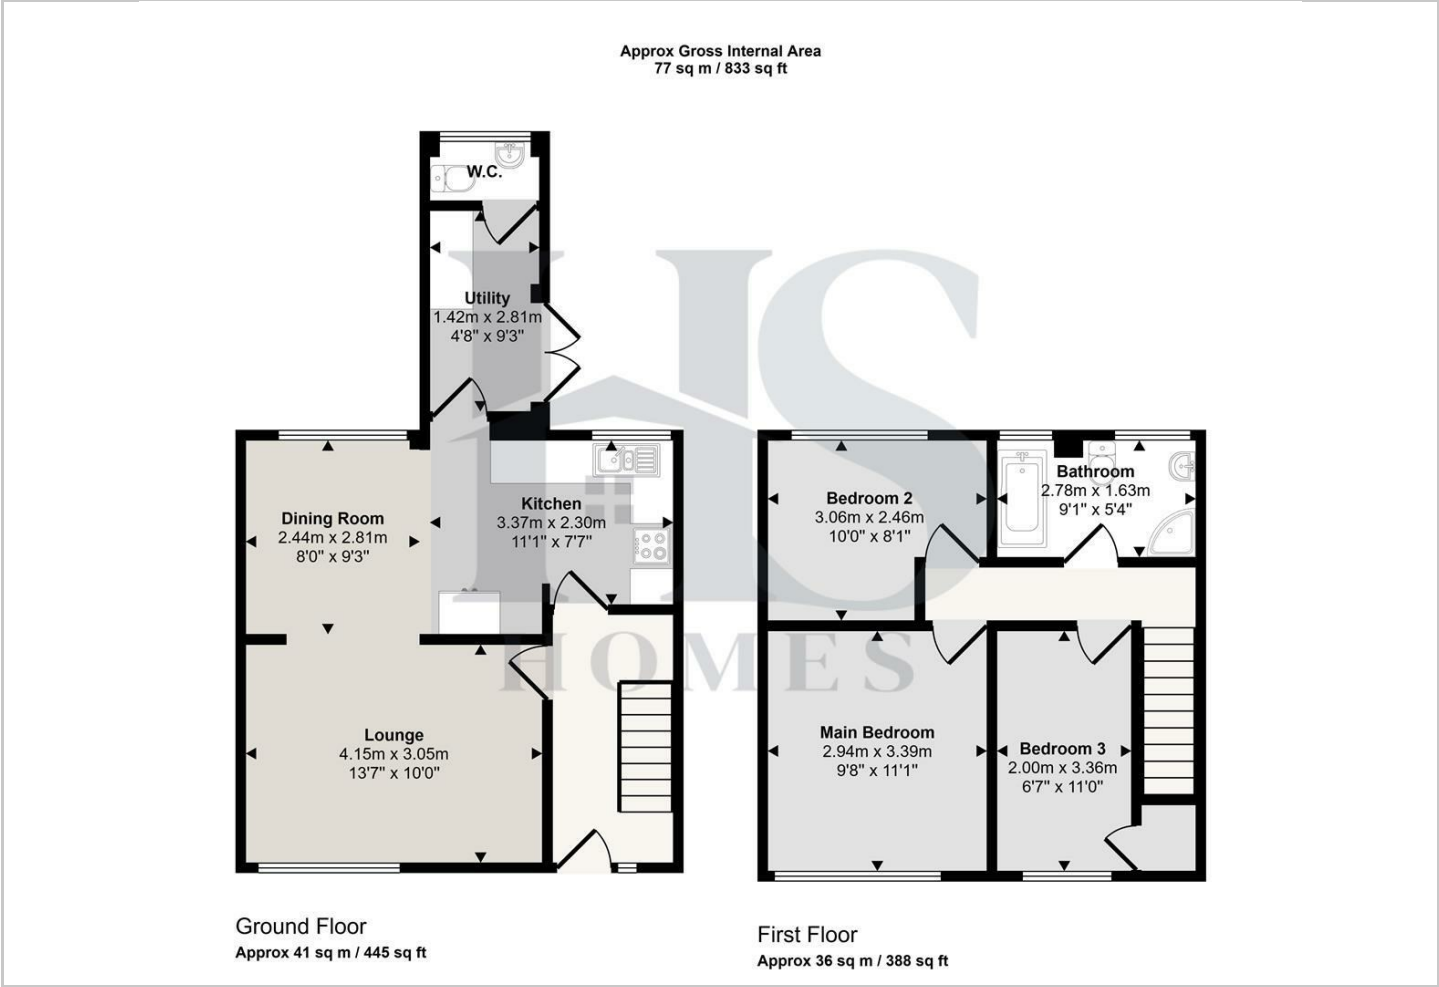 Approx Gross Internal Area
77 sq m / 833 sq ft
W.C.
Utility
1.42m x 2.81m
4'8" x 9'3"
Dining Room
2.44m x 2.81m
8'0" x 9'3"
Kitchen
3.37m x 2.30m
11'1" x 7'7"
Lounge
4.15m x 3.05m
13'7" x 10'0"
Ground Floor
Approx 41 sq m / 445 sq ft
Bedroom 2
3.06m x 2.46m
10'0" x 8'1"
Bathroom
2.78m x 1.63m
9'1" x 5'4"
Main Bedroom
2.94m x 3.39m
9'8" x 11'1"
Bedroom 3
2.00m x 3.36m
6'7" x 11'0"
First Floor
Approx 36 sq m / 388 sq ft
HS
HOMES